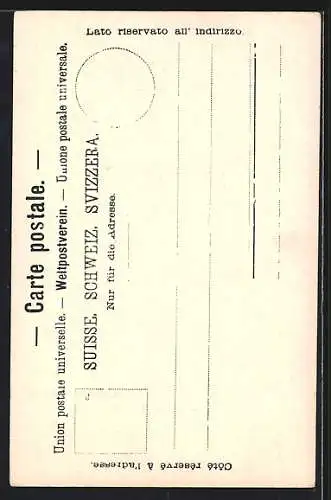 — Carte postale. —
Union postale universelle. — Weltpostverein. — Unione postale universale.
SUISSE. SCHWEIZ. SVIZZERA.
Nur für die Adresse.
Lato riservato all' indirizzo.
Côté réservé à l'adresse.